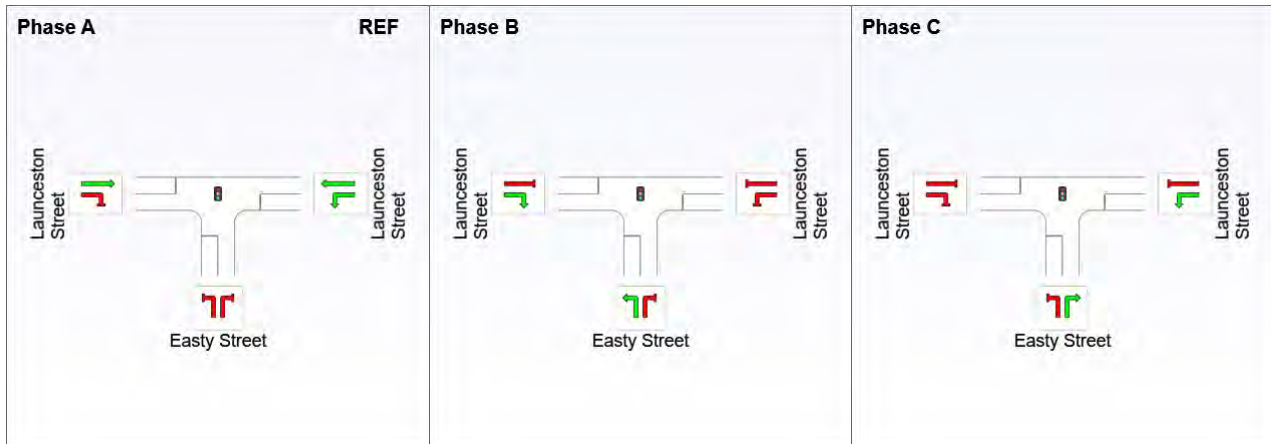 Phase A
REF
Launceston
Street
Launceston
Street
Easty Street
Phase B
Launceston
Street
Launceston
Street
Easty Street
Phase C
Launceston
Street
Launceston
Street
Easty Street